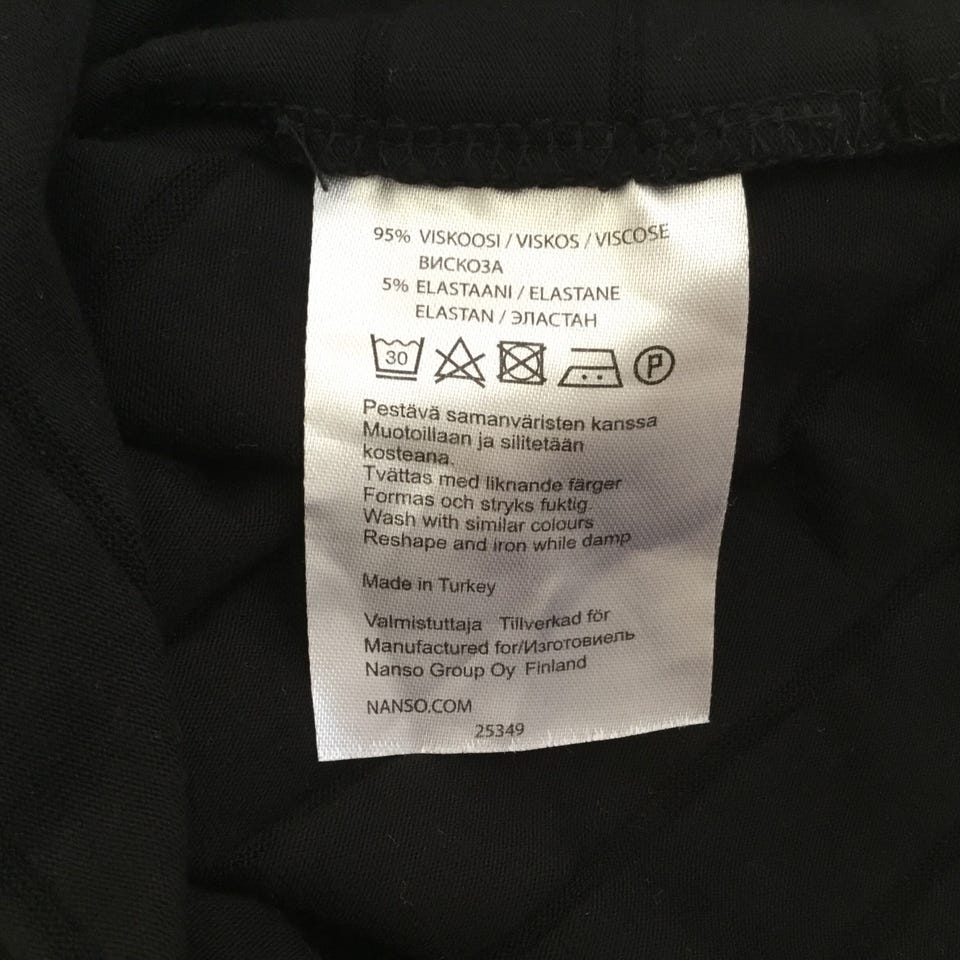 95% VISKOOSI / VISKOS / VISCOSE
ВИСКОЗА
5% ELASTAANI / ELASTANE
ELASTAN / ЭЛАСТАН
30 P
Pestävä samanväristen kanssa
Muotoillaan ja silitetään
kosteana.
Tvättas med liknande färger
Formas och stryks fuktig.
Wash with similar colours
Reshape and iron while damp
Made in Turkey
Valmistuttaja Tillverkad för
Manufactured for/Изготовиель
Nanso Group Oy Finland
NANSO.COM
25349